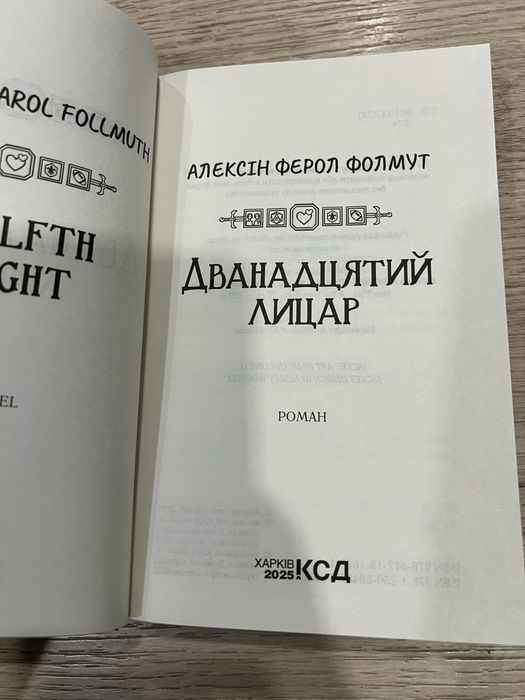 AROL FOLLMUTH
LFTH
GHT
EL
АЛЕКСІН ФЕРОЛ ФОЛМУТ
ДВАНАДЦЯТИЙ
ЛИЦАР
РОМАН
ХАРКІВ
2025
КСД